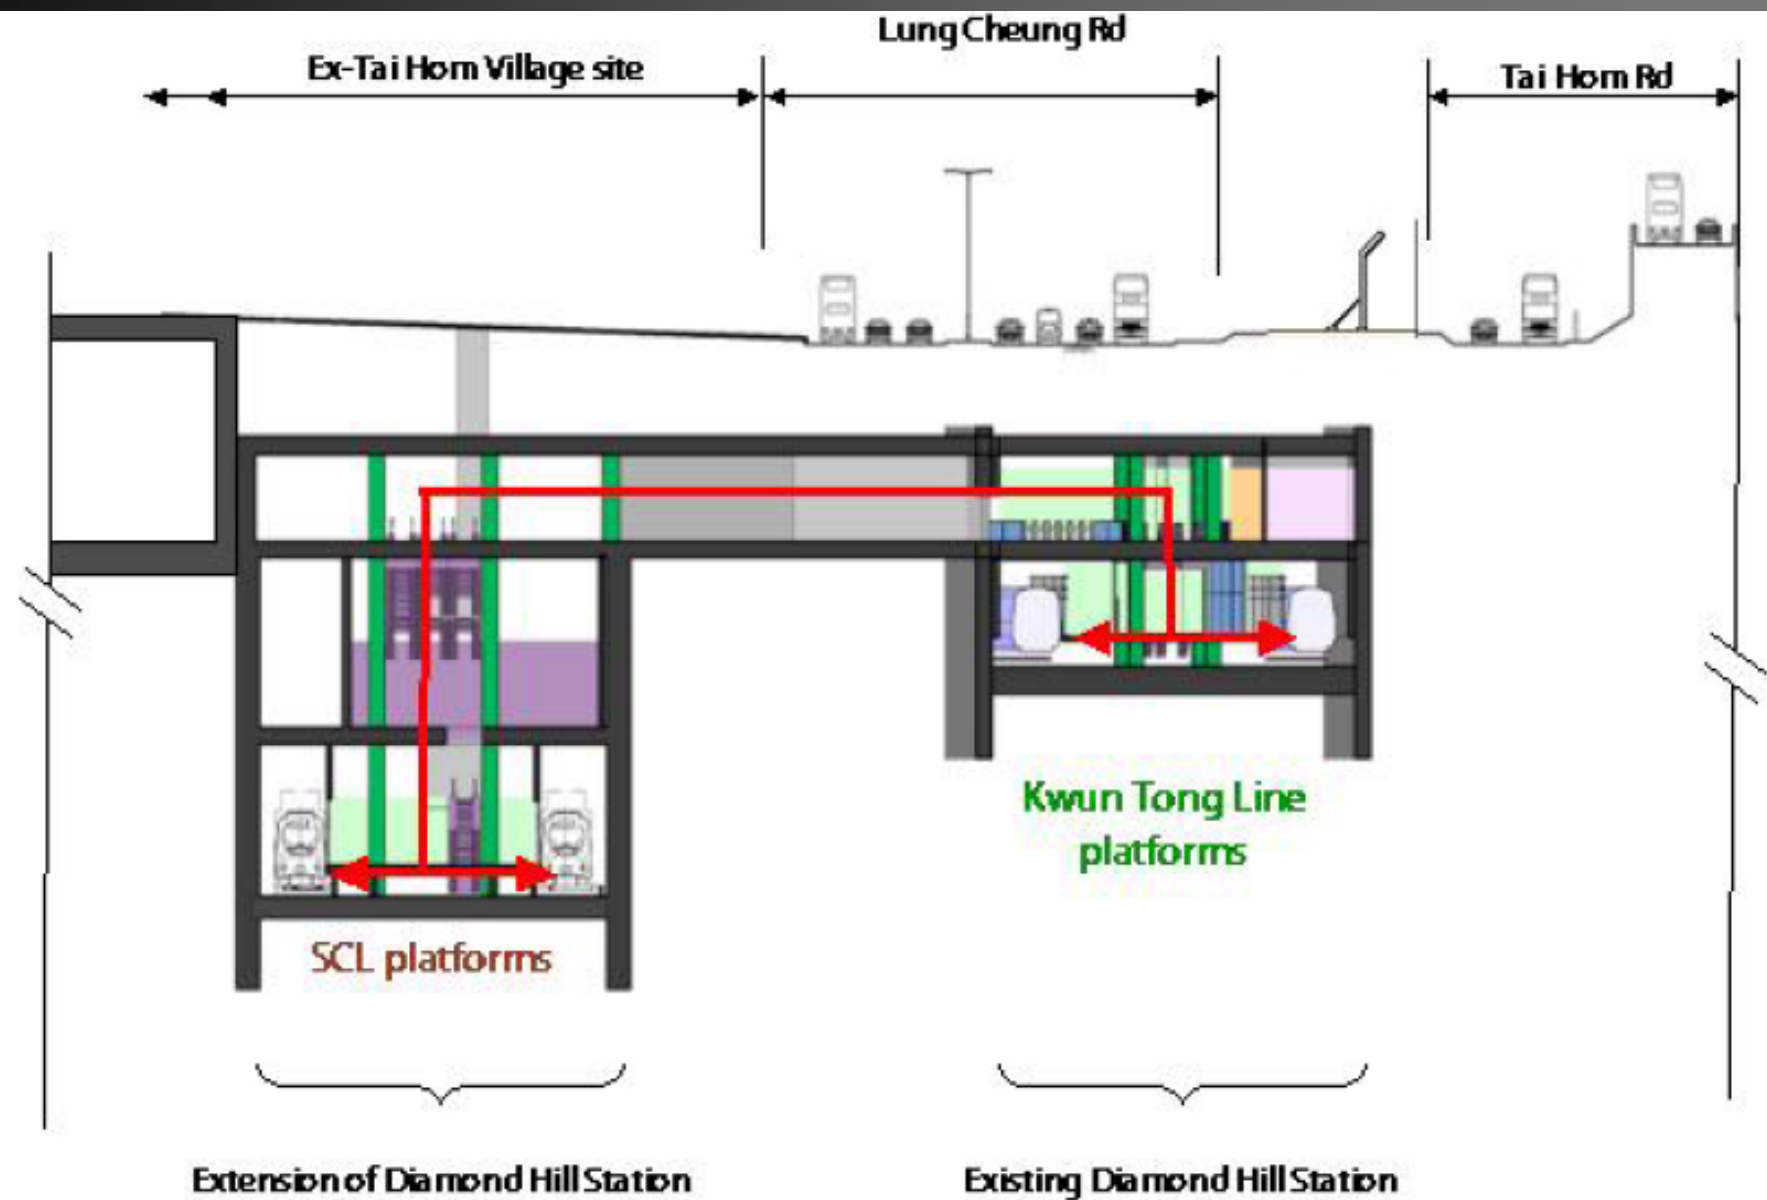 Lung Cheung Rd
Ex-Tai Hom Village site
Tai Hom Rd
Kwun Tong Line
platforms
SCL platforms
Extension of Diamond Hill Station
Existing Diamond Hill Station